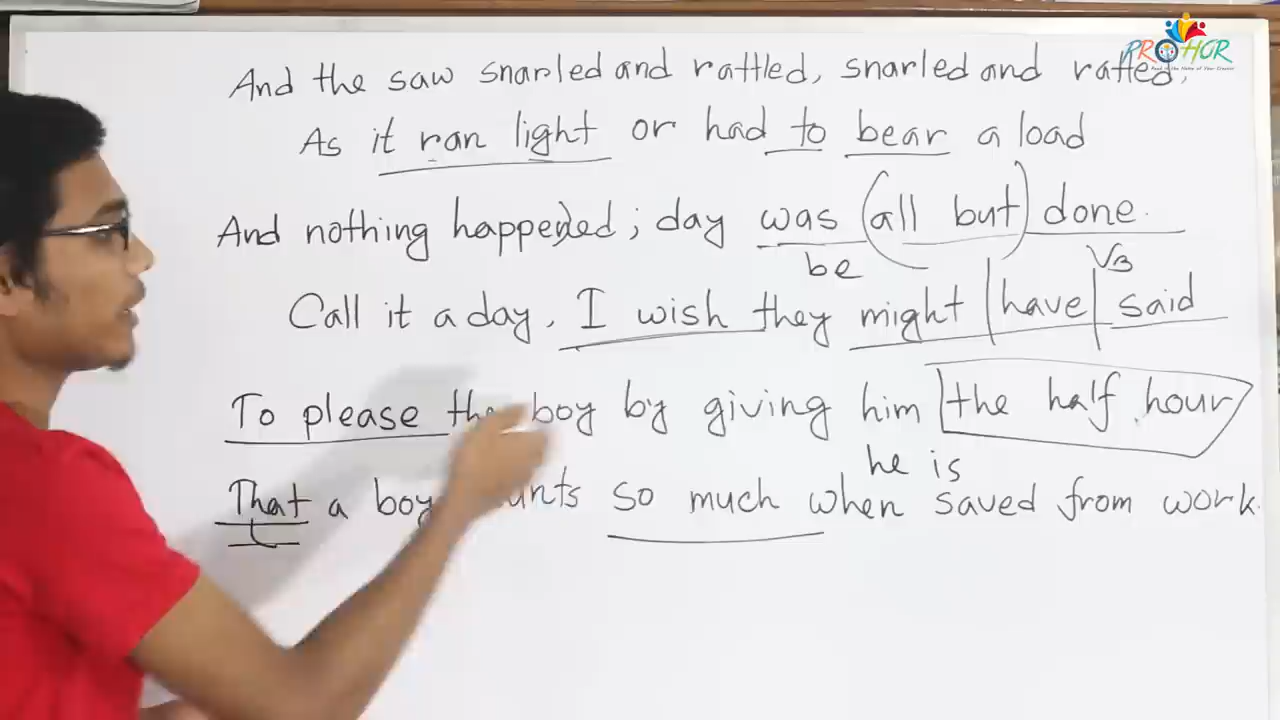 PROHOR
And the saw snarled and rattled, snarled and rattled,
As it ran light or had to bear a load
And nothing happened; day was (all but) done.
be V3
Call it a day, I wish they might have said
To please the boy by giving him the half hour
he is
That a boy so much when saved from work.